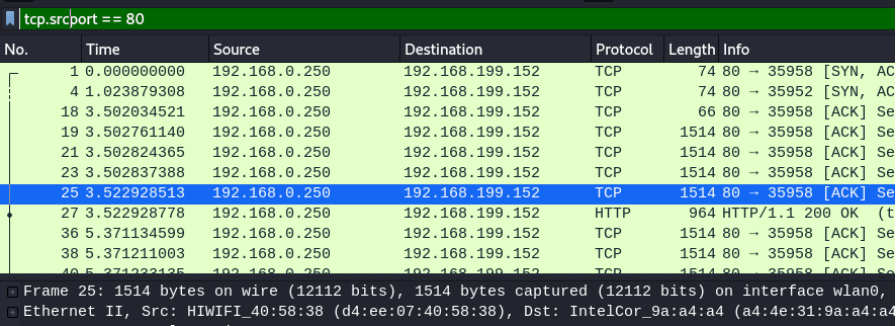 tcp.srcport == 80
No. Time Source Destination Protocol Length Info
1 0.000000000 192.168.0.250 192.168.199.152 TCP 74 80 → 35958 [SYN, AC
4 1.023879308 192.168.0.250 192.168.199.152 TCP 74 80 → 35952 [SYN, AC
18 3.502034521 192.168.0.250 192.168.199.152 TCP 66 80 → 35958 [ACK] Se
19 3.502761140 192.168.0.250 192.168.199.152 TCP 1514 80 → 35958 [ACK] Se
21 3.502824365 192.168.0.250 192.168.199.152 TCP 1514 80 → 35958 [ACK] Se
23 3.502837388 192.168.0.250 192.168.199.152 TCP 1514 80 → 35958 [ACK] Se
25 3.522928513 192.168.0.250 192.168.199.152 TCP 1514 80 → 35958 [ACK] Se
27 3.522928778 192.168.0.250 192.168.199.152 HTTP 964 HTTP/1.1 200 OK (t
36 5.371134599 192.168.0.250 192.168.199.152 TCP 1514 80 → 35958 [ACK] Se
38 5.371211003 192.168.0.250 192.168.199.152 TCP 1514 80 → 35958 [ACK] Se
40 5.371233135 192.168.0.250 192.168.199.152 TCP 1514 80 → 35958 [ACK] Se
Frame 25: 1514 bytes on wire (12112 bits), 1514 bytes captured (12112 bits) on interface wlan0,
Ethernet II, Src: HIWIFI_40:58:38 (d4:ee:07:40:58:38), Dst: IntelCor_9a:a4:a4 (a4:4e:31:9a:a4:a